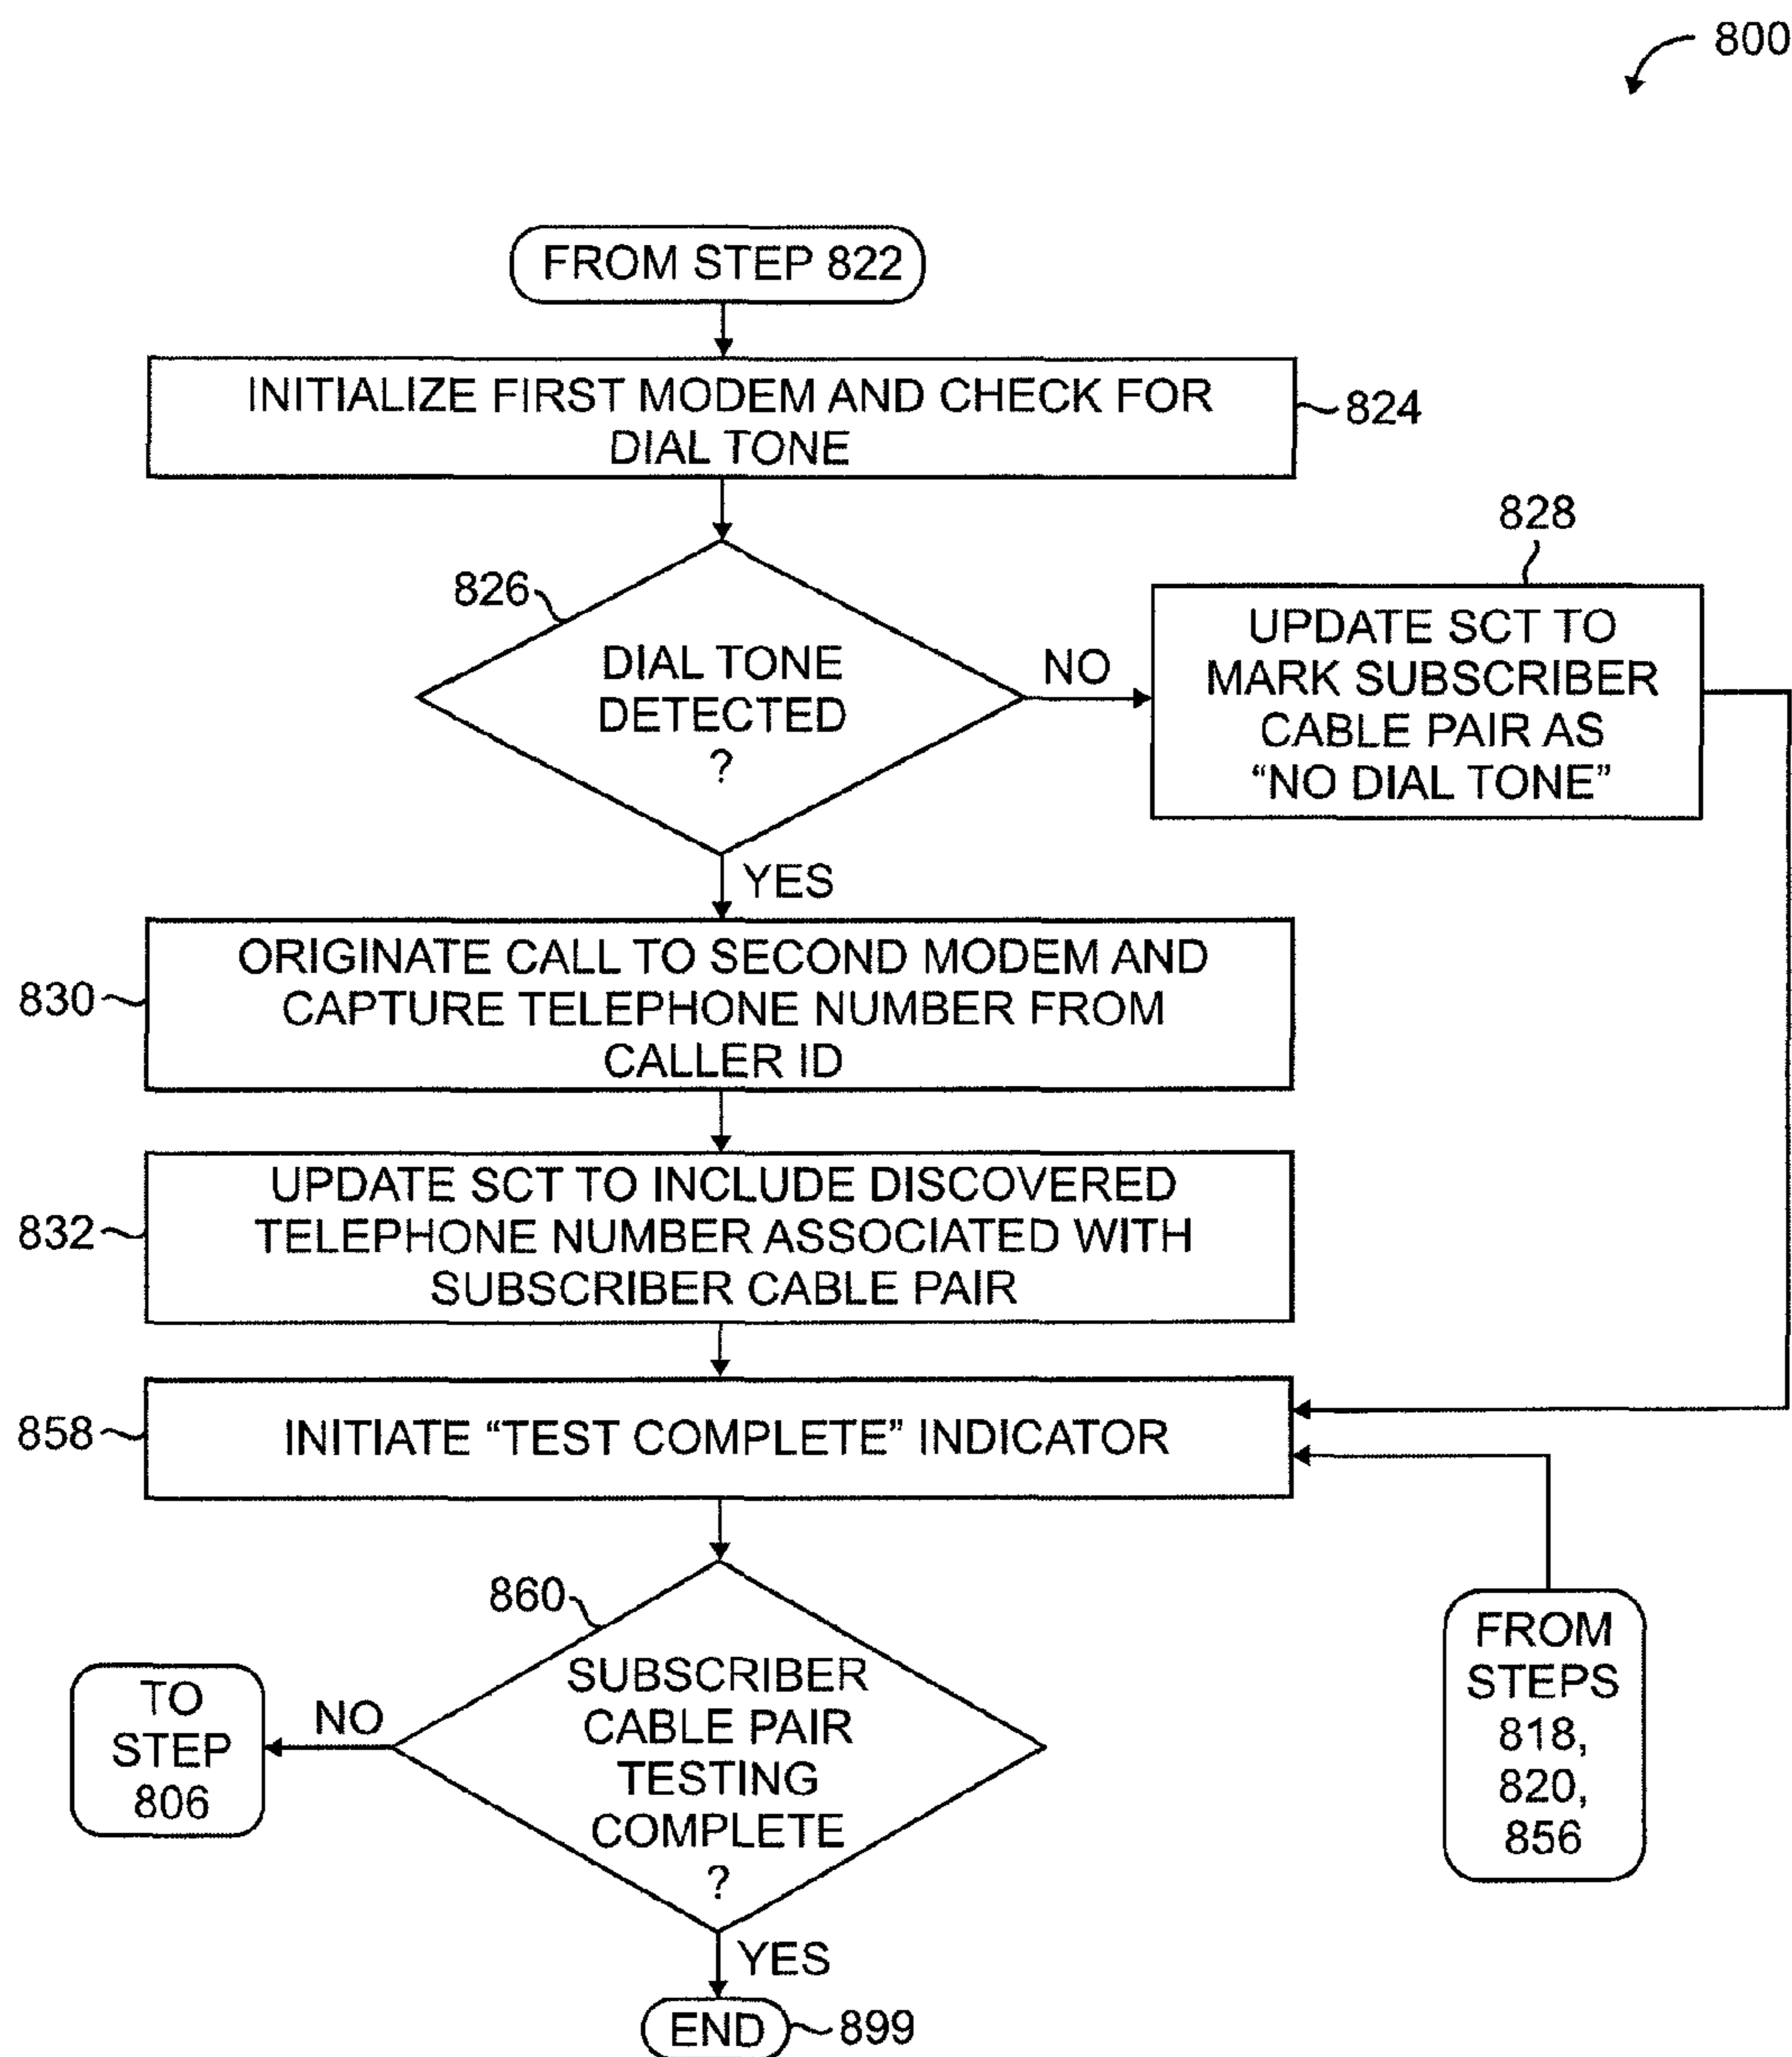 800
FROM STEP 822
INITIALIZE FIRST MODEM AND CHECK FOR
DIAL TONE
824
826
DIAL TONE
DETECTED
?
NO
828
UPDATE SCT TO
MARK SUBSCRIBER
CABLE PAIR AS
“NO DIAL TONE”
YES
830
ORIGINATE CALL TO SECOND MODEM AND
CAPTURE TELEPHONE NUMBER FROM
CALLER ID
832
UPDATE SCT TO INCLUDE DISCOVERED
TELEPHONE NUMBER ASSOCIATED WITH
SUBSCRIBER CABLE PAIR
858
INITIATE “TEST COMPLETE” INDICATOR
860
SUBSCRIBER
CABLE PAIR
TESTING
COMPLETE
?
NO
TO
STEP
806
FROM
STEPS
818,
820,
856
YES
END
899